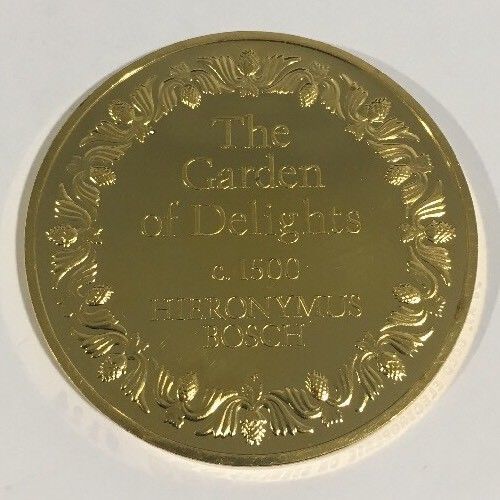 The
Garden
of Delights
c. 1500
HIERONYMUS
BOSCH